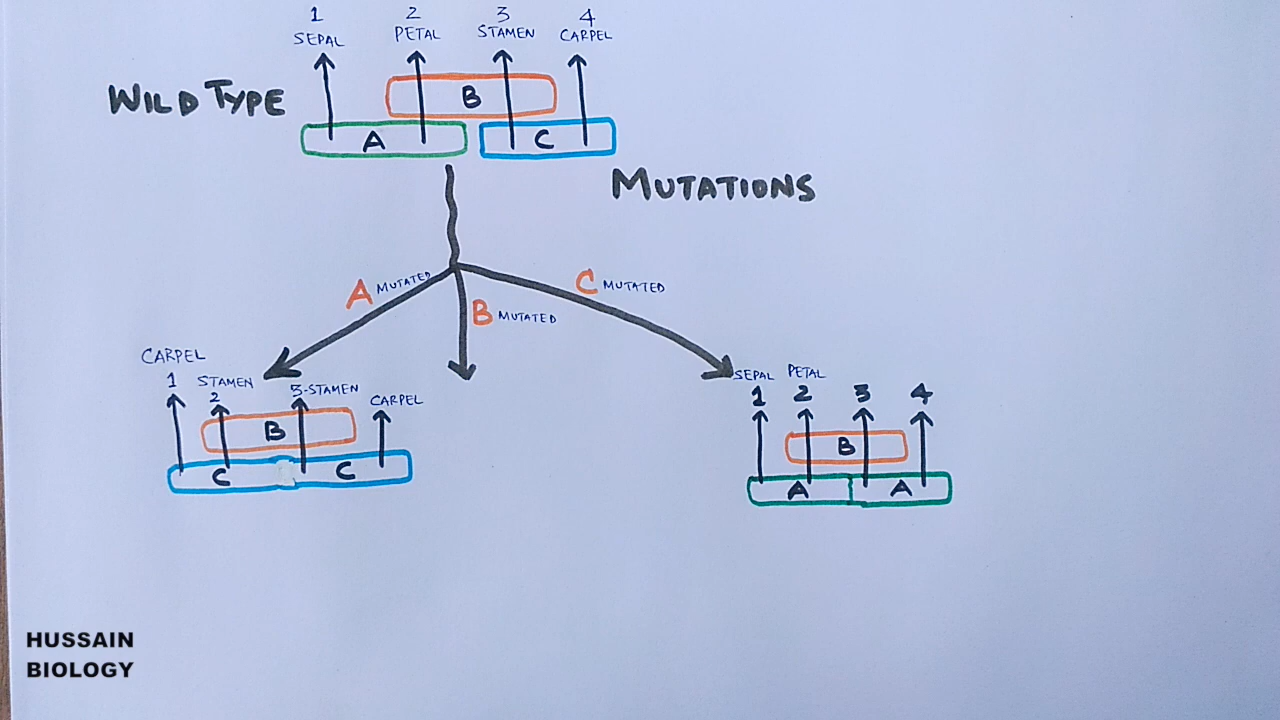 1 2 3 4
SEPAL PETAL STAMEN CARPEL
WILD TYPE
B
A C
MUTATIONS
A MUTATED
B MUTATED
C MUTATED
CARPEL
1 STAMEN
2 3-STAMEN
CARPEL
B
C C
SEPAL PETAL
1 2 3 4
B
A A
HUSSAIN
BIOLOGY